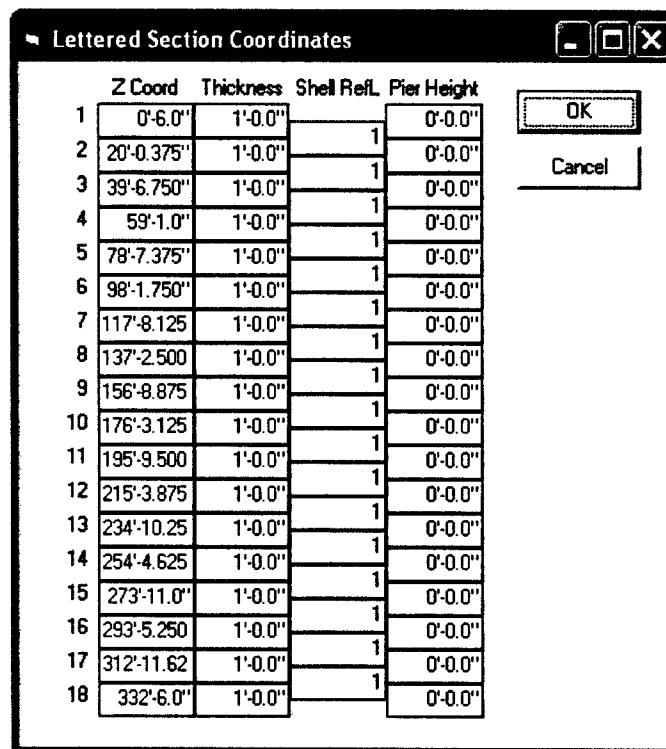 Lettered Section Coordinates
Z Coord Thickness Shell Refl. Pier Height
OK
Cancel
1 0'-6.0" 1'-0.0" 0'-0.0"
1
2 20'-0.375" 1'-0.0" 0'-0.0"
1
3 39'-6.750" 1'-0.0" 0'-0.0"
1
4 59'-1.0" 1'-0.0" 0'-0.0"
1
5 78'-7.375" 1'-0.0" 0'-0.0"
1
6 98'-1.750" 1'-0.0" 0'-0.0"
1
7 117'-8.125 1'-0.0" 0'-0.0"
1
8 137'-2.500 1'-0.0" 0'-0.0"
1
9 156'-8.875 1'-0.0" 0'-0.0"
1
10 176'-3.125 1'-0.0" 0'-0.0"
1
11 195'-9.500 1'-0.0" 0'-0.0"
1
12 215'-3.875 1'-0.0" 0'-0.0"
1
13 234'-10.25 1'-0.0" 0'-0.0"
1
14 254'-4.625 1'-0.0" 0'-0.0"
1
15 273'-11.0" 1'-0.0" 0'-0.0"
1
16 293'-5.250 1'-0.0" 0'-0.0"
1
17 312'-11.62 1'-0.0" 0'-0.0"
1
18 332'-6.0" 1'-0.0" 0'-0.0"